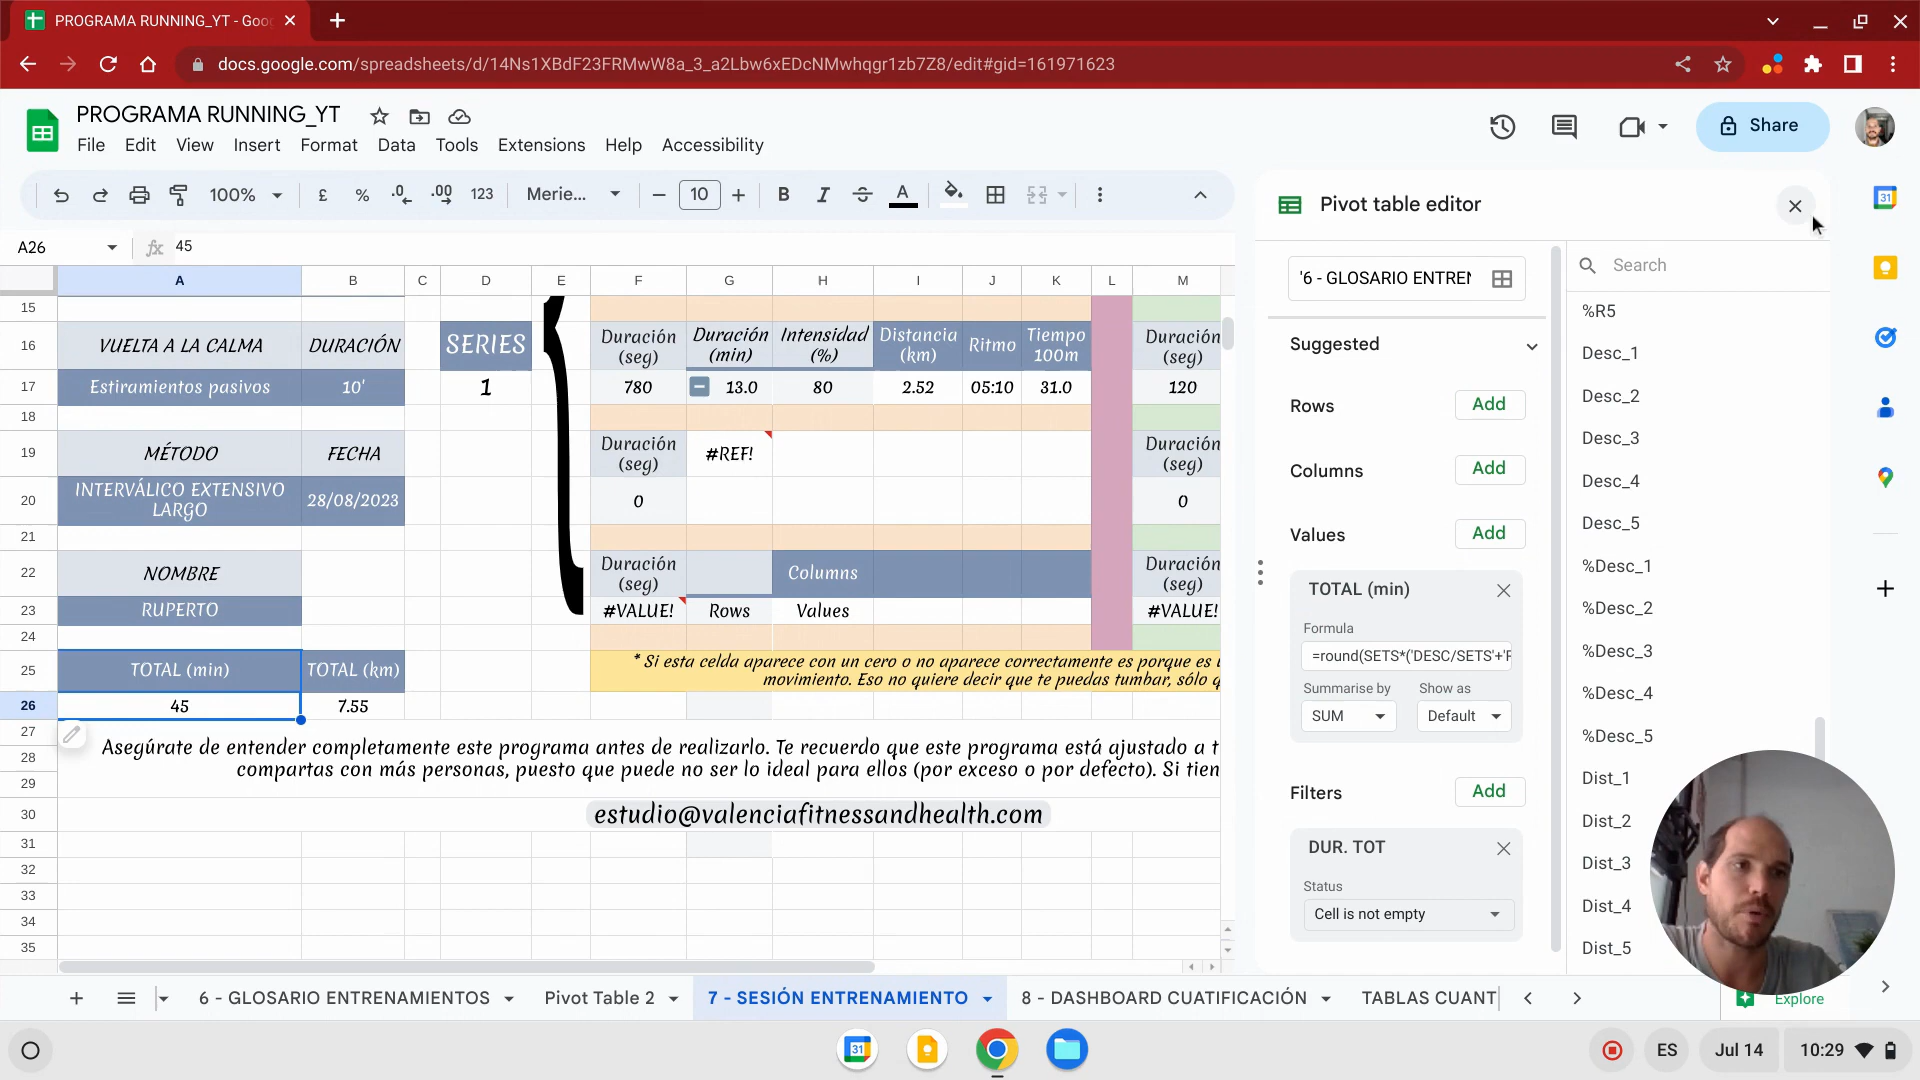 PROGRAMA RUNNING_YT - Goo
docs.google.com/spreadsheets/d/14Ns1XBdF23FRMwW8a_3_a2Lbw6xEDcNMwhqgr1zb7Z8/edit#gid=161971623
PROGRAMA RUNNING_YT
File Edit View Insert Format Data Tools Extensions Help Accessibility
Share
100% £ % .0 .00 123 Merie... 10 B I S A
A26 fx 45
A B C D E F G H I J K L M
15
16 VUELTA A LA CALMA DURACIÓN SERIES Duración (seg) Duración (min) Intensidad (%) Distancia (km) Ritmo Tiempo 100m Duración (seg)
17 Estiramientos pasivos 10' 1 780 13.0 80 2.52 05:10 31.0 120
18
19 MÉTODO FECHA Duración (seg) #REF! Duración (seg)
20 INTERVÁLICO EXTENSIVO LARGO 28/08/2023 0 0
21
22 NOMBRE Duración (seg) Columns Duración (seg)
23 RUPERTO #VALUE! Rows Values #VALUE!
24
25 TOTAL (min) TOTAL (km) * Si esta celda aparece con un cero o no aparece correctamente es porque es
movimiento. Eso no quiere decir que te puedas tumbar, sólo
26 45 7.55
27
Asegúrate de entender completamente este programa antes de realizarlo. Te recuerdo que este programa está ajustado a t
28
compartas con más personas, puesto que puede no ser lo ideal para ellos (por exceso o por defecto). Si tien
29
30 estudio@valenciafitnessandhealth.com
31
32
33
34
35
Pivot table editor
'6 - GLOSARIO ENTREN
Suggested
Rows Add
Columns Add
Values Add
TOTAL (min)
Formula
=round(SETS*('DESC/SETS'+'
Summarise by Show as
SUM Default
Filters Add
DUR. TOT
Status
Cell is not empty
Search
%R5
Desc_1
Desc_2
Desc_3
Desc_4
Desc_5
%Desc_1
%Desc_2
%Desc_3
%Desc_4
%Desc_5
Dist_1
Dist_2
Dist_3
Dist_4
Dist_5
6 - GLOSARIO ENTRENAMIENTOS Pivot Table 2 7 - SESIÓN ENTRENAMIENTO 8 - DASHBOARD CUATIFICACIÓN TABLAS CUANT
Explore
31
31
ES Jul 14 10:29